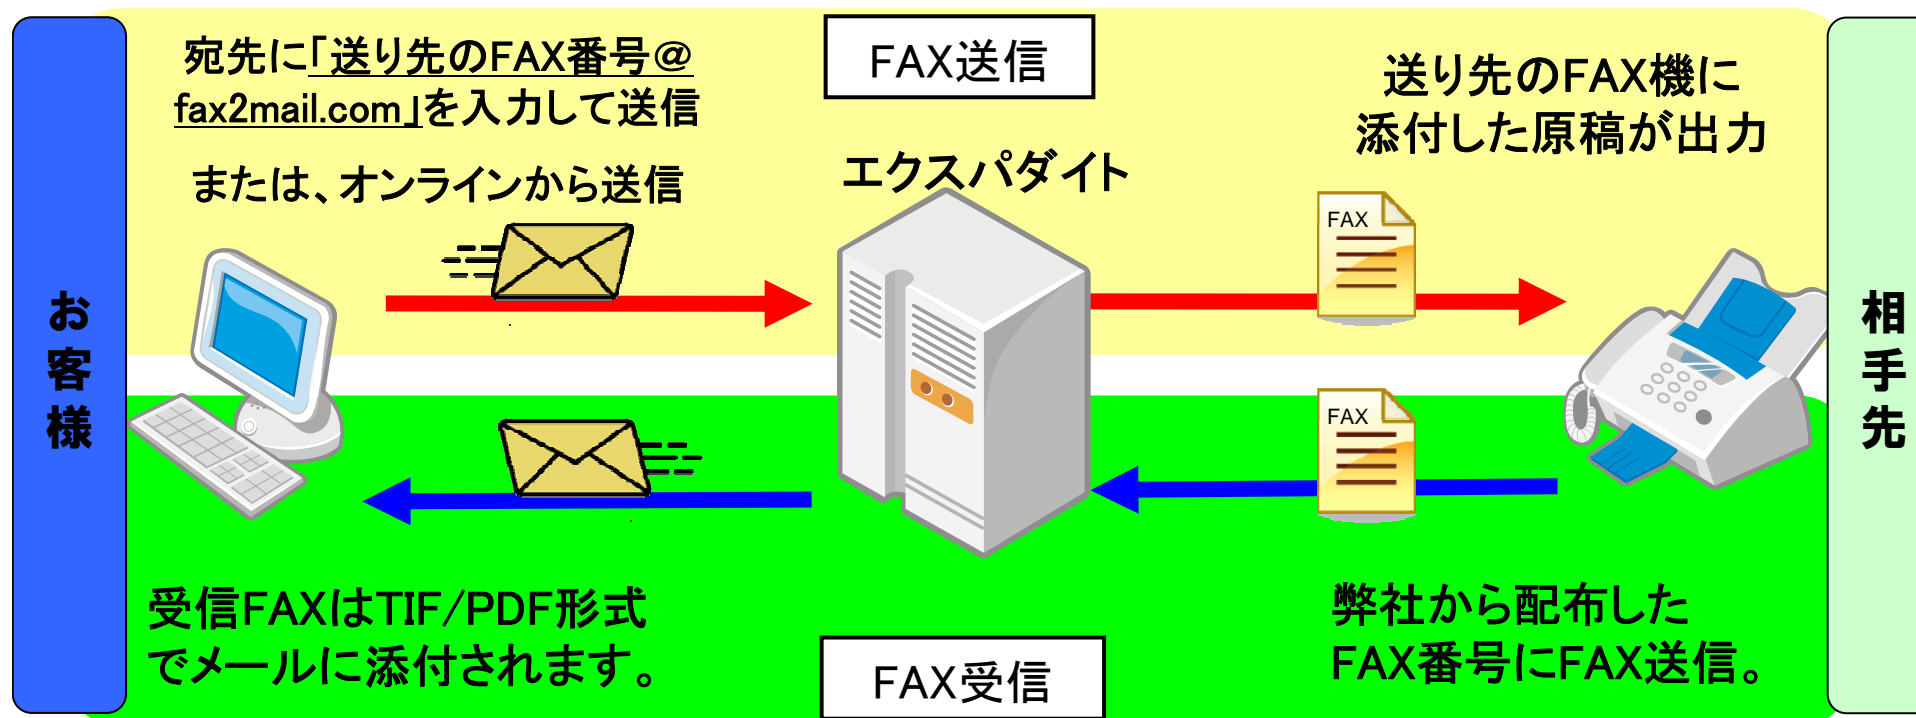 お客様
宛先に「送り先のFAX番号@
fax2mail.com」を入力して送信
または、オンラインから送信
FAX送信
エクスパダイト
送り先のFAX機に
添付した原稿が出力
FAX
相手先
FAX
受信FAXはTIF/PDF形式
でメールに添付されます。
FAX受信
弊社から配布した
FAX番号にFAX送信。